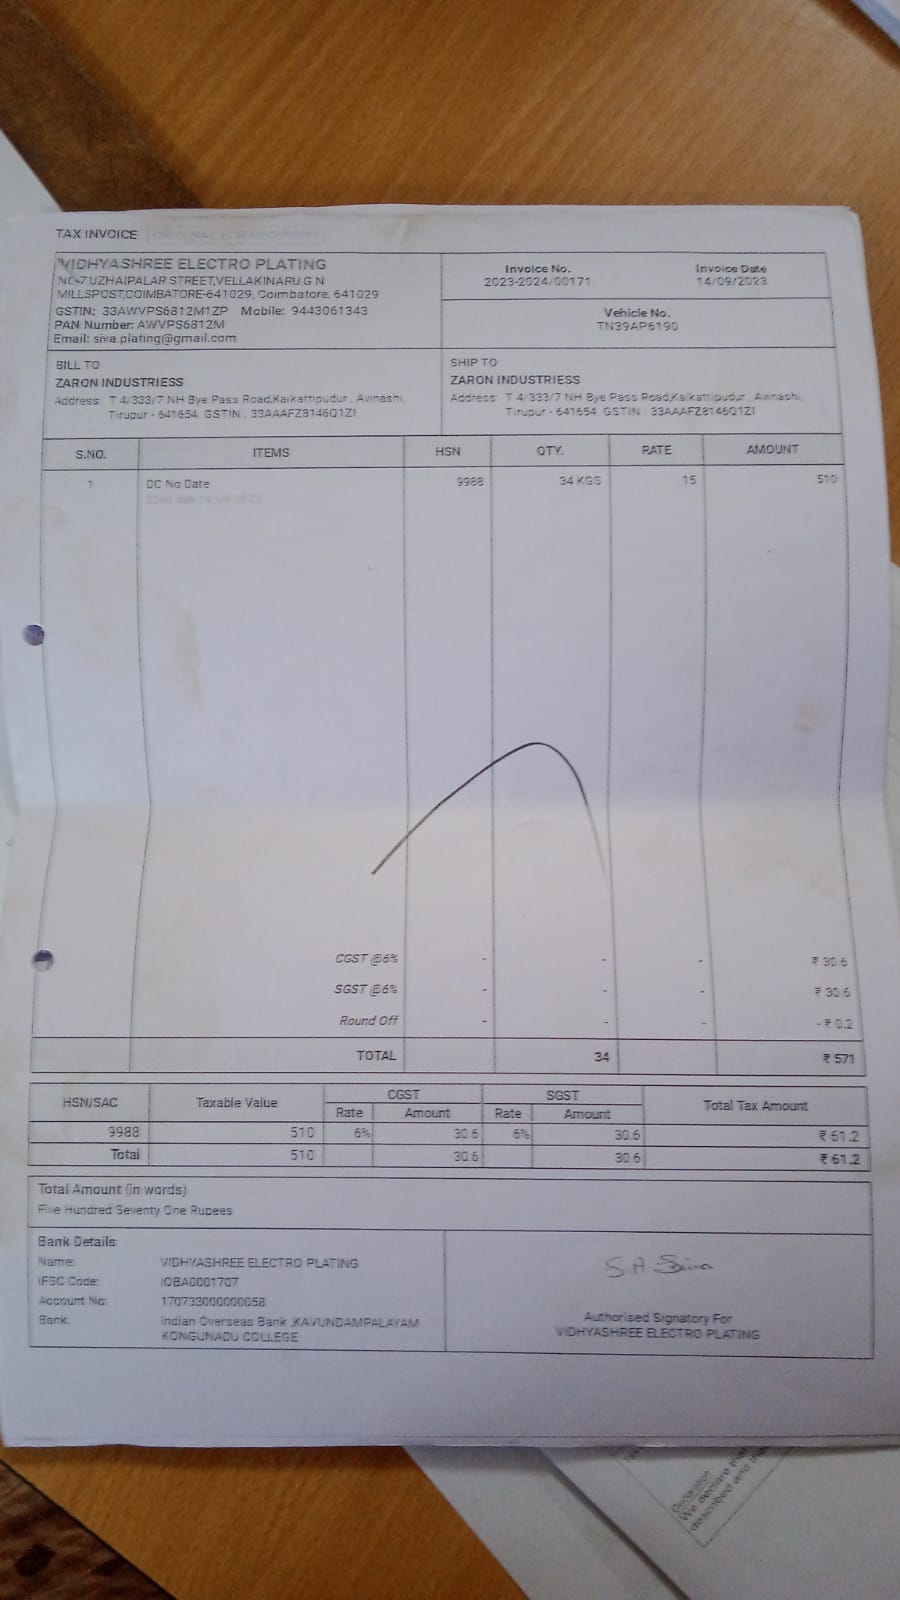 TAX INVOICE ORIGINAL FOR RECIPIENT
VIDHYASHREE ELECTRO PLATING
NO-7,UZHAIPALAR STREET,VELLAKINARU,G N
MILLSPOST,COIMBATORE-641029, Coimbatore, 641029
GSTIN: 33AWVPS6812M1ZP Mobile: 9443061343
PAN Number: AWVPS6812M
Email: siva.plating@gmail.com
Invoice No.
2023-2024/00171
Invoice Date
14/09/2023
Vehicle No.
TN39AP6190
BILL TO
ZARON INDUSTRIESS
Address: T 4/333/7 NH Bye Pass Road,Kaikattipudur , Avinashi,
Tirupur - 641654, GSTIN : 33AAAFZ8146Q1ZI
SHIP TO
ZARON INDUSTRIESS
Address: T 4/333/7 NH Bye Pass Road,Kaikattipudur , Avinashi,
Tirupur - 641654, GSTIN : 33AAAFZ8146Q1ZI
S.NO. ITEMS HSN QTY. RATE AMOUNT
1 DC No Date 9988 34 KGS 15 510
date 14/09/2023
CGST @6% - - - ₹ 30.6
SGST @6% - - - ₹ 30.6
Round Off - - - -₹ 0.2
TOTAL 34 ₹ 571
HSN/SAC Taxable Value CGST SGST Total Tax Amount
Rate Amount Rate Amount
9988 510 6% 30.6 6% 30.6 ₹ 61.2
Total 510 30.6 30.6 ₹ 61.2
Total Amount (in words)
Five Hundred Seventy One Rupees
Bank Details
Name: VIDHYASHREE ELECTRO PLATING
IFSC Code: IOBA0001707
Account No: 170733000000058
Bank: Indian Overseas Bank ,KAVUNDAMPALAYAM
KONGUNADU COLLEGE
S.A. Siva
Authorised Signatory For
VIDHYASHREE ELECTRO PLATING
Declaration
We declare that
described and